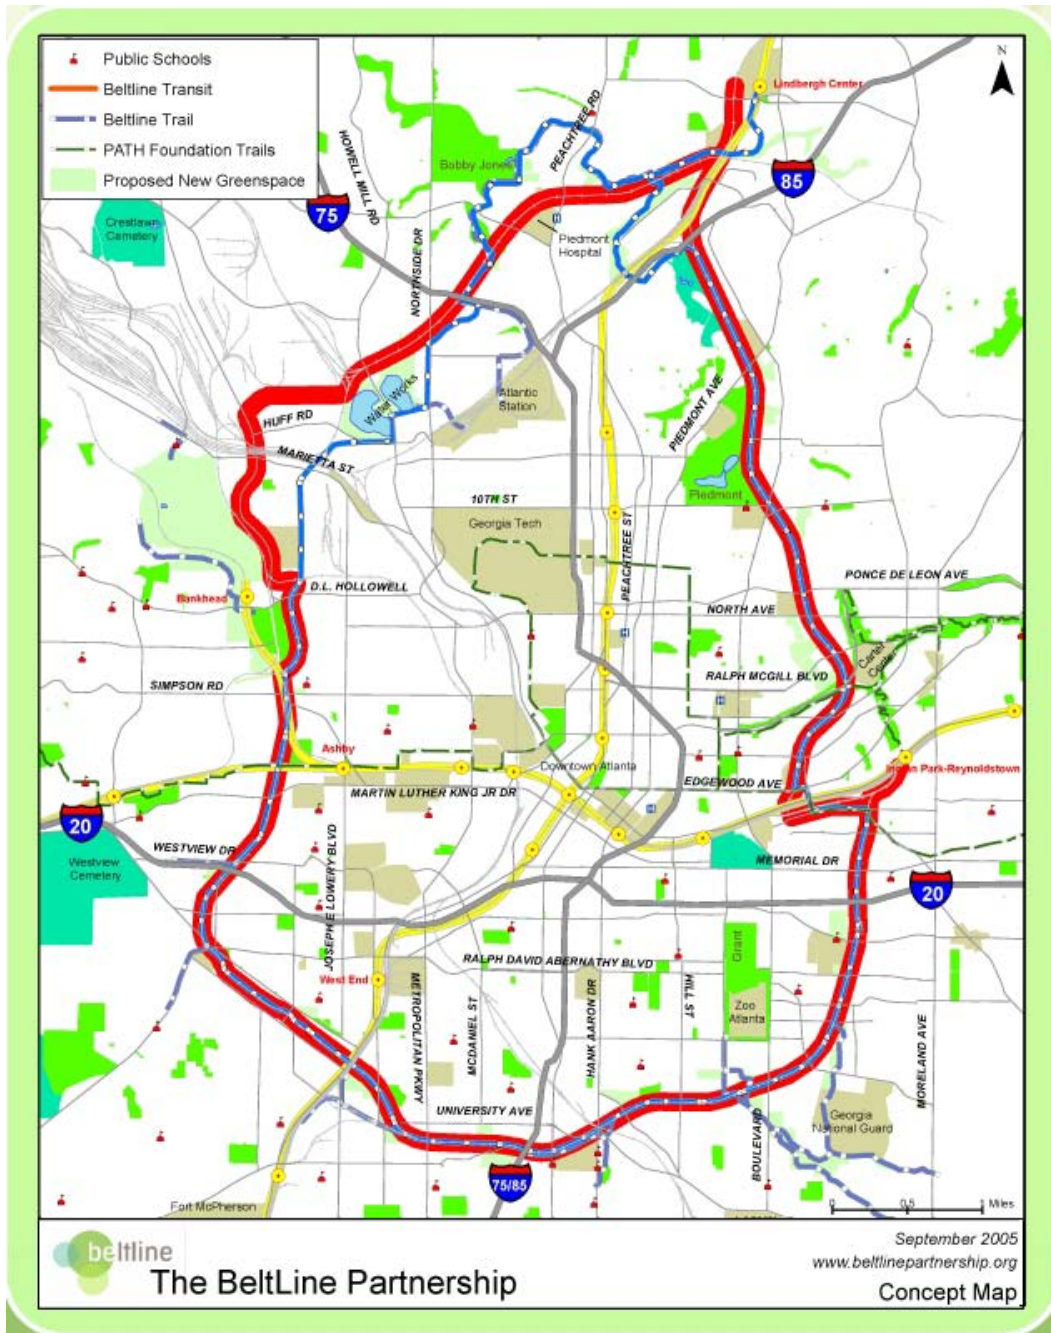 Public Schools
Beltline Transit
Beltline Trail
PATH Foundation Trails
Proposed New Greenspace
N
Lindbergh Center
HOWELL MILL RD
PEACHTREE RD
Bobby Jones
75
85
Crestlawn
Cemetery
NORTHSIDE DR
Piedmont
Hospital
Water Works
Atlantic
Station
PIEDMONT AVE
HUFF RD
MARIETTA ST
Piedmont
10TH ST
Georgia Tech
PEACHTREE ST
PONCE DE LEON AVE
D.L. HOLLOWELL
Bankhead
NORTH AVE
Carter
Center
RALPH MCGILL BLVD
SIMPSON RD
Ashby
Downtown Atlanta
Inman Park-Reynoldstown
EDGEWOOD AVE
MARTIN LUTHER KING JR DR
20
WESTVIEW DR
JOSEPH E LOWERY BLVD
Westview
Cemetery
MEMORIAL DR
20
Grant
RALPH DAVID ABERNATHY BLVD
West End
METROPOLITAN PKWY
MCDANIEL ST
HANK AARON DR
HILL ST
Zoo
Atlanta
MORELAND AVE
UNIVERSITY AVE
BOULEVARD
Georgia
National Guard
75/85
Fort McPherson
0 0.5 1 Miles
beltline
The BeltLine Partnership
September 2005
www.beltlinepartnership.org
Concept Map